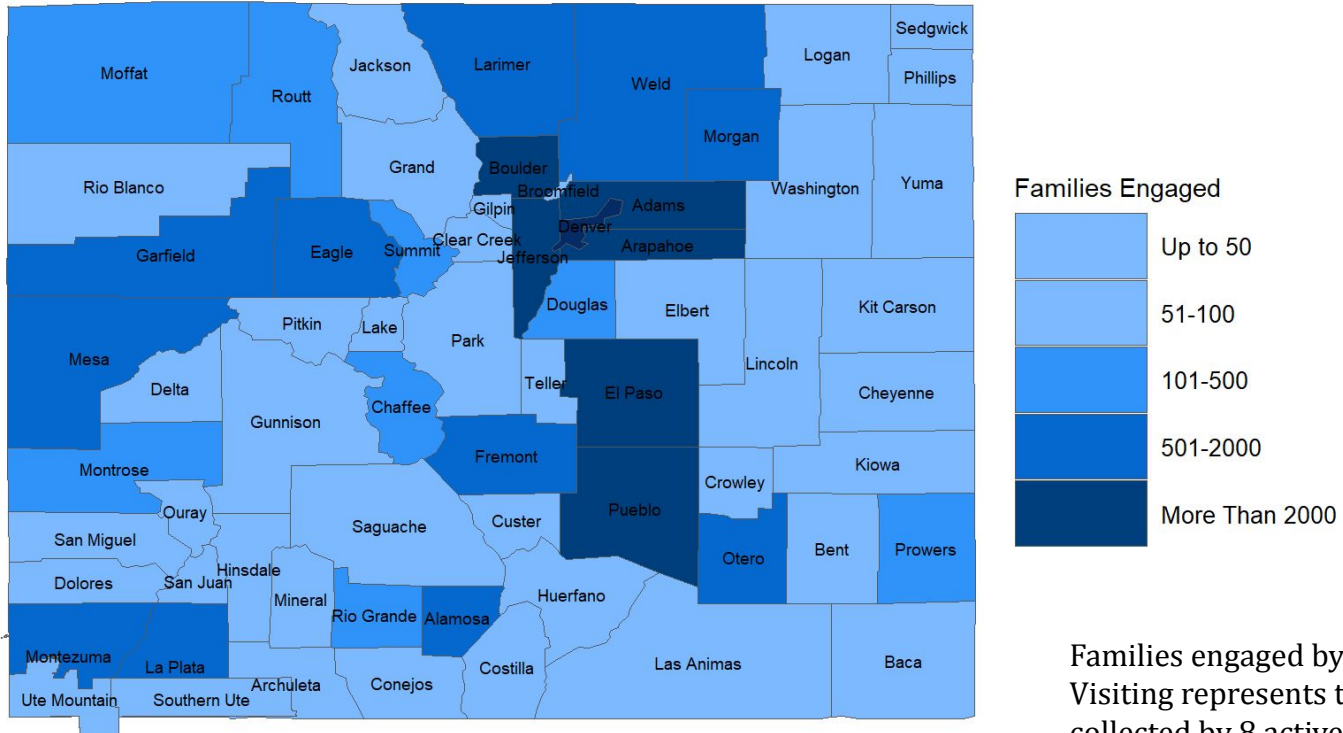 Sedgwick
Logan
Larimer
Jackson
Moffat
Phillips
Weld
Routt
Morgan
Grand
Boulder
Rio Blanco
Washington
Yuma
Broomfield
Adams
Gilpin
Denver
Clear Creek
Arapahoe
Eagle
Summit
Garfield
Jefferson
Douglas
Elbert
Kit Carson
Pitkin
Lake
Park
Mesa
Lincoln
Teller
Delta
El Paso
Cheyenne
Chaffee
Gunnison
Fremont
Kiowa
Montrose
Crowley
Pueblo
Ouray
Custer
Saguache
San Miguel
Otero
Bent
Prowers
Hinsdale
Dolores
San Juan
Mineral
Huerfano
Rio Grande
Alamosa
Montezuma
La Plata
Costilla
Las Animas
Baca
Archuleta
Conejos
Ute Mountain
Southern Ute
Families Engaged
Up to 50
51-100
101-500
501-2000
More Than 2000
Families engaged by
Visiting represents t
collected by 8 active